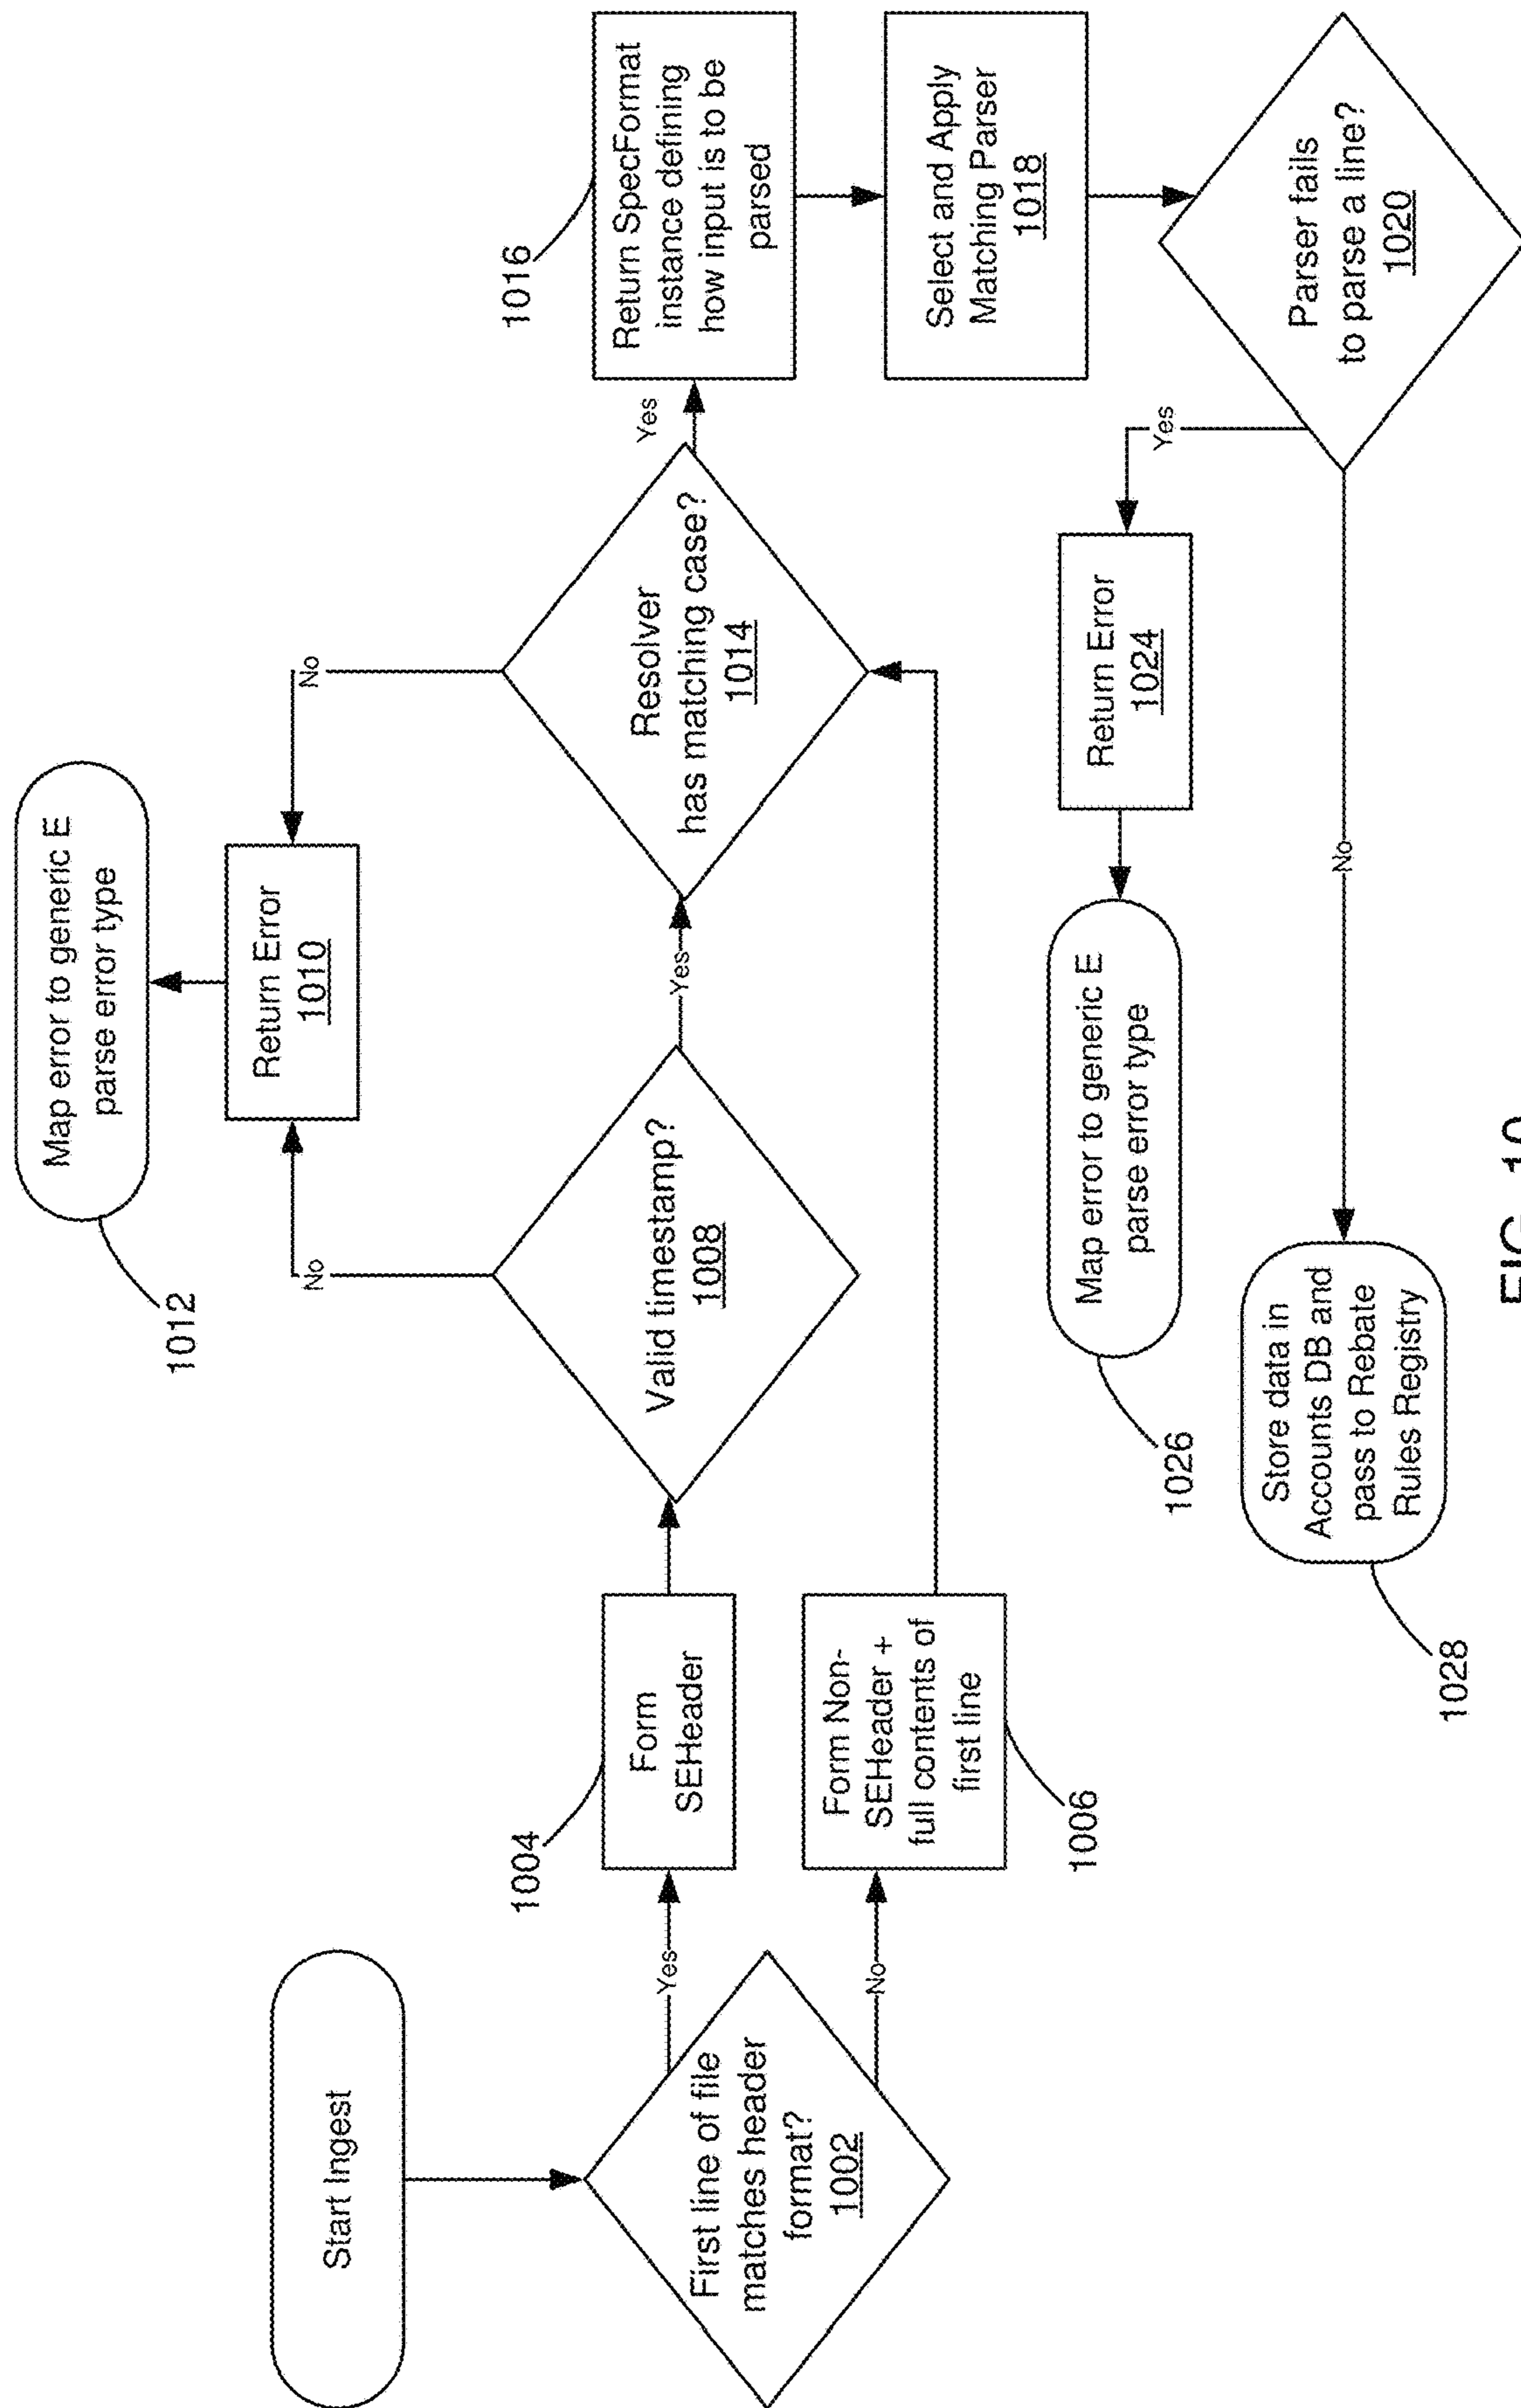 Start Ingest
First line of file
matches header
format?
1002
Yes
No
1004
Form
SEHeader
Form Non-
SEHeader +
full contents of
first line
1006
Valid timestamp?
1008
No
Yes
Map error to generic E
parse error type
1012
Return Error
1010
No
Resolver
has matching case?
1014
Yes
1016
Return SpecFormat
instance defining
how input is to be
parsed
Select and Apply
Matching Parser
1018
Parser fails
to parse a line?
1020
Yes
Return Error
1024
Map error to generic E
parse error type
1026
No
Store data in
Accounts DB and
pass to Rebate
Rules Registry
1028
FIG. 10